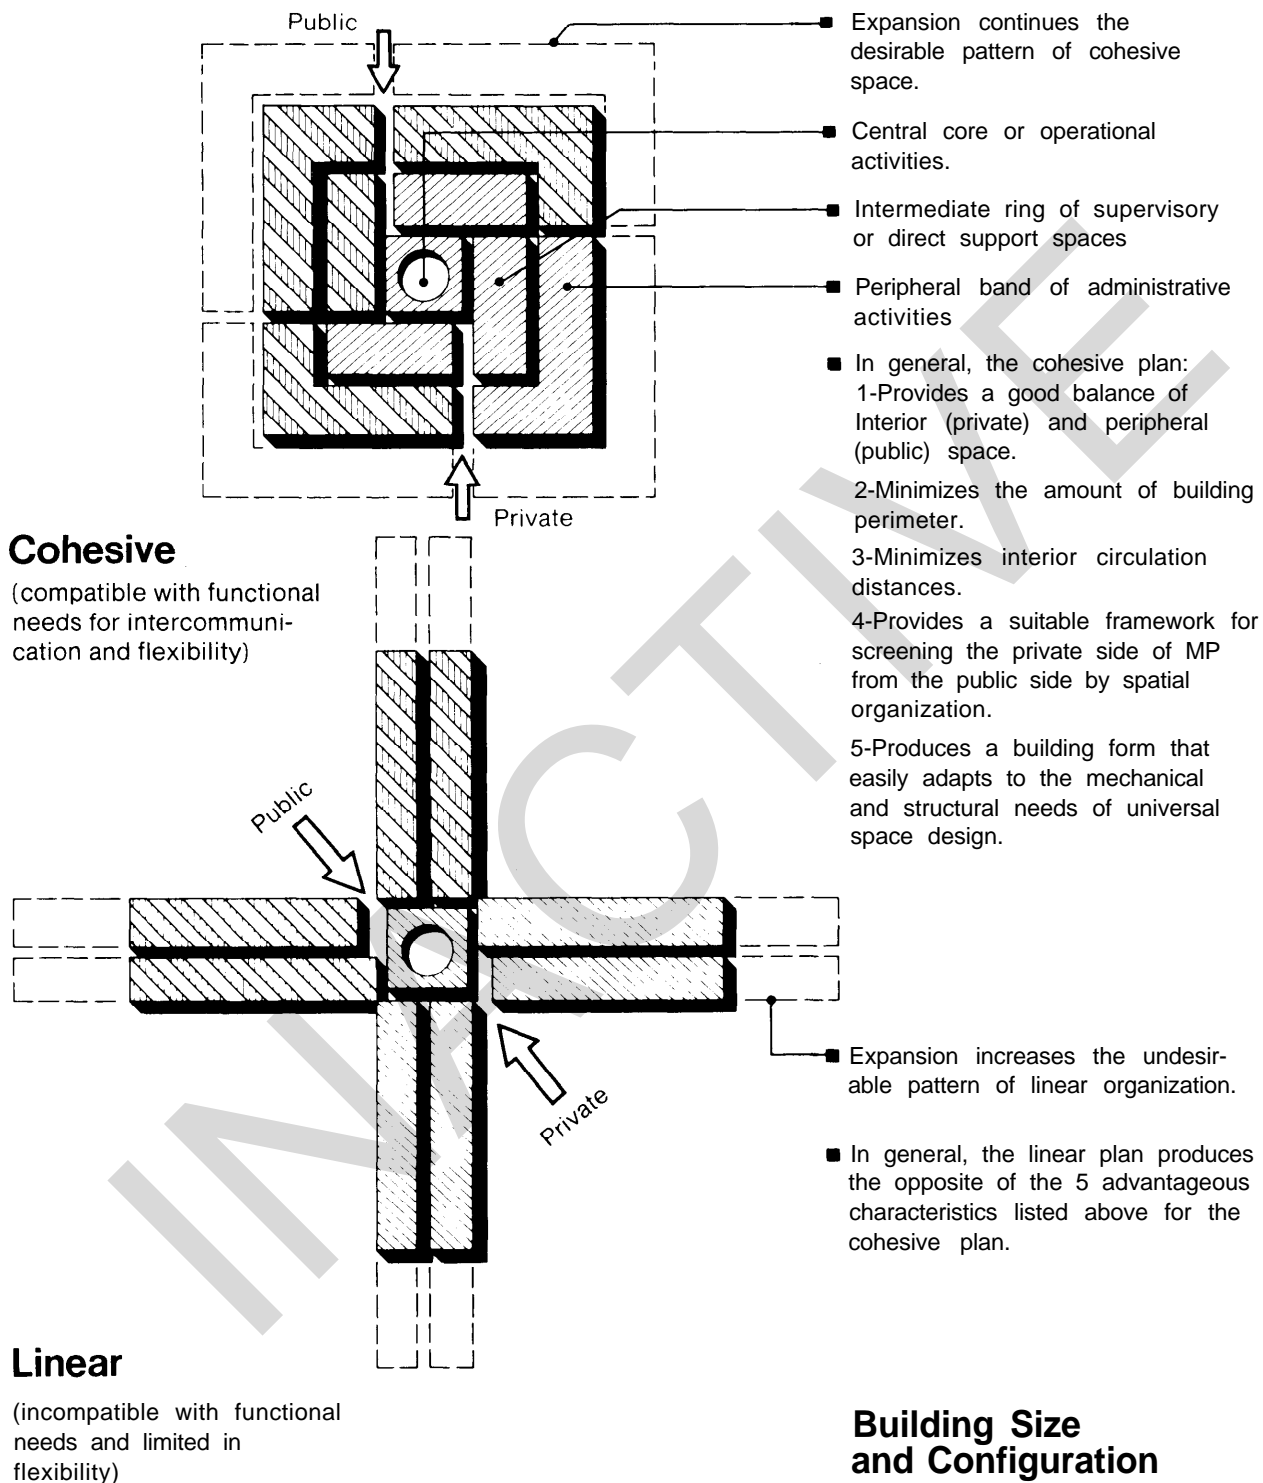 Public
Expansion continues the
desirable pattern of cohesive
space.
Central core or operational
activities.
Intermediate ring of supervisory
or direct support spaces
Peripheral band of administrative
activities
In general, the cohesive plan:
1-Provides a good balance of
Interior (private) and peripheral
(public) space.
2-Minimizes the amount of building
perimeter.
3-Minimizes interior circulation
distances.
4-Provides a suitable framework for
screening the private side of MP
from the public side by spatial
organization.
5-Produces a building form that
easily adapts to the mechanical
and structural needs of universal
space design.
Private
Cohesive
(compatible with functional
needs for intercommuni-
cation and flexibility)
Public
Private
Expansion increases the undesir-
able pattern of linear organization.
In general, the linear plan produces
the opposite of the 5 advantageous
characteristics listed above for the
cohesive plan.
Linear
(incompatible with functional
needs and limited in
flexibility)
Building Size
and Configuration
INACTIVE